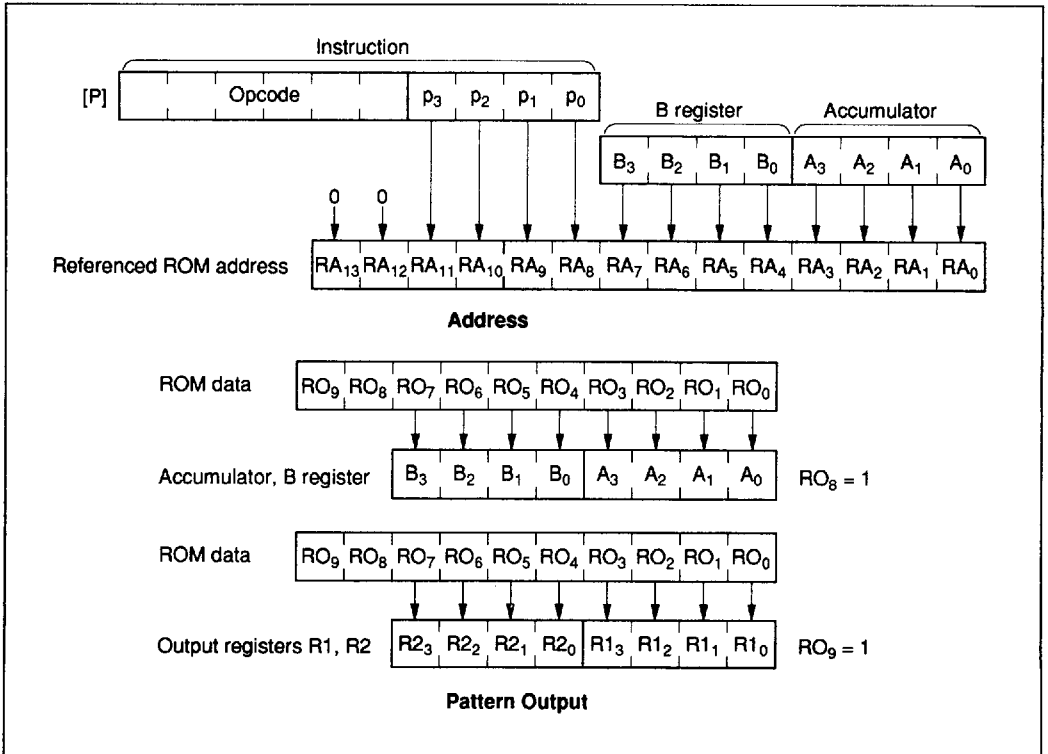 Instruction
[P] Opcode p3 p2 p1 p0
B register Accumulator
B3 B2 B1 B0 A3 A2 A1 A0
0 0
Referenced ROM address RA13 RA12 RA11 RA10 RA9 RA8 RA7 RA6 RA5 RA4 RA3 RA2 RA1 RA0
Address
ROM data RO9 RO8 RO7 RO6 RO5 RO4 RO3 RO2 RO1 RO0
Accumulator, B register B3 B2 B1 B0 A3 A2 A1 A0 RO8 = 1
ROM data RO9 RO8 RO7 RO6 RO5 RO4 RO3 RO2 RO1 RO0
Output registers R1, R2 R23 R22 R21 R20 R13 R12 R11 R10 RO9 = 1
Pattern Output